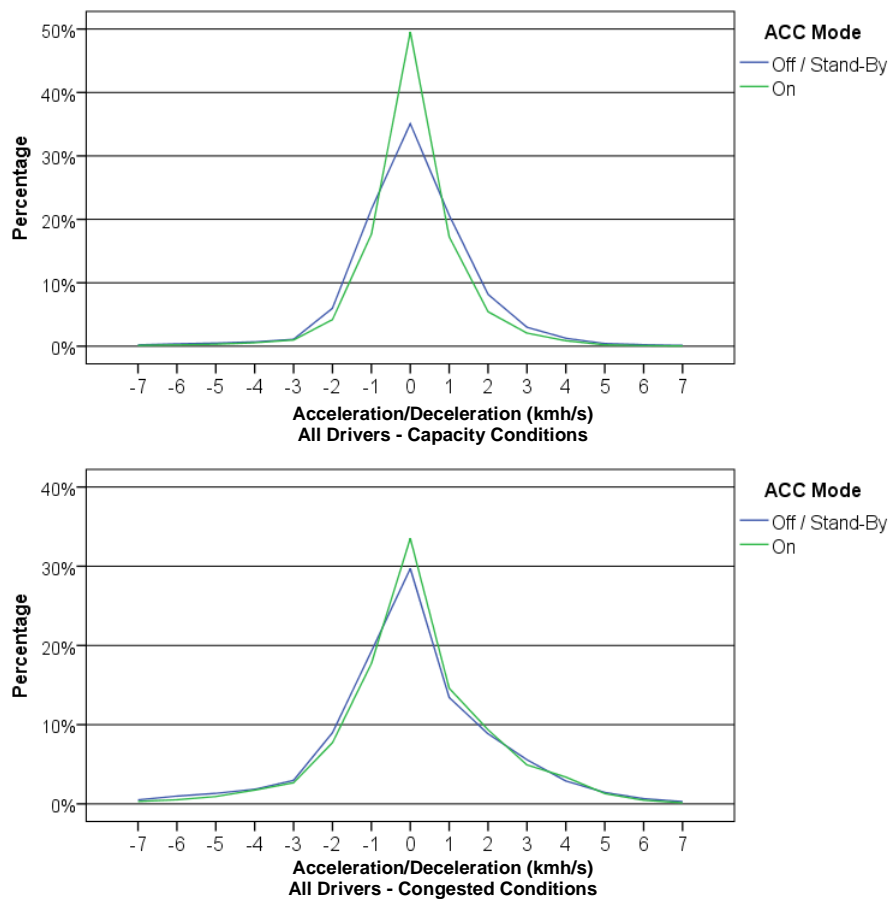 50%
40%
30%
20%
10%
0%
Percentage
-7 -6 -5 -4 -3 -2 -1 0 1 2 3 4 5 6 7
Acceleration/Deceleration (kmh/s)
All Drivers - Capacity Conditions
ACC Mode
Off / Stand-By
On
40%
30%
20%
10%
0%
Percentage
-7 -6 -5 -4 -3 -2 -1 0 1 2 3 4 5 6 7
Acceleration/Deceleration (kmh/s)
All Drivers - Congested Conditions
ACC Mode
Off / Stand-By
On